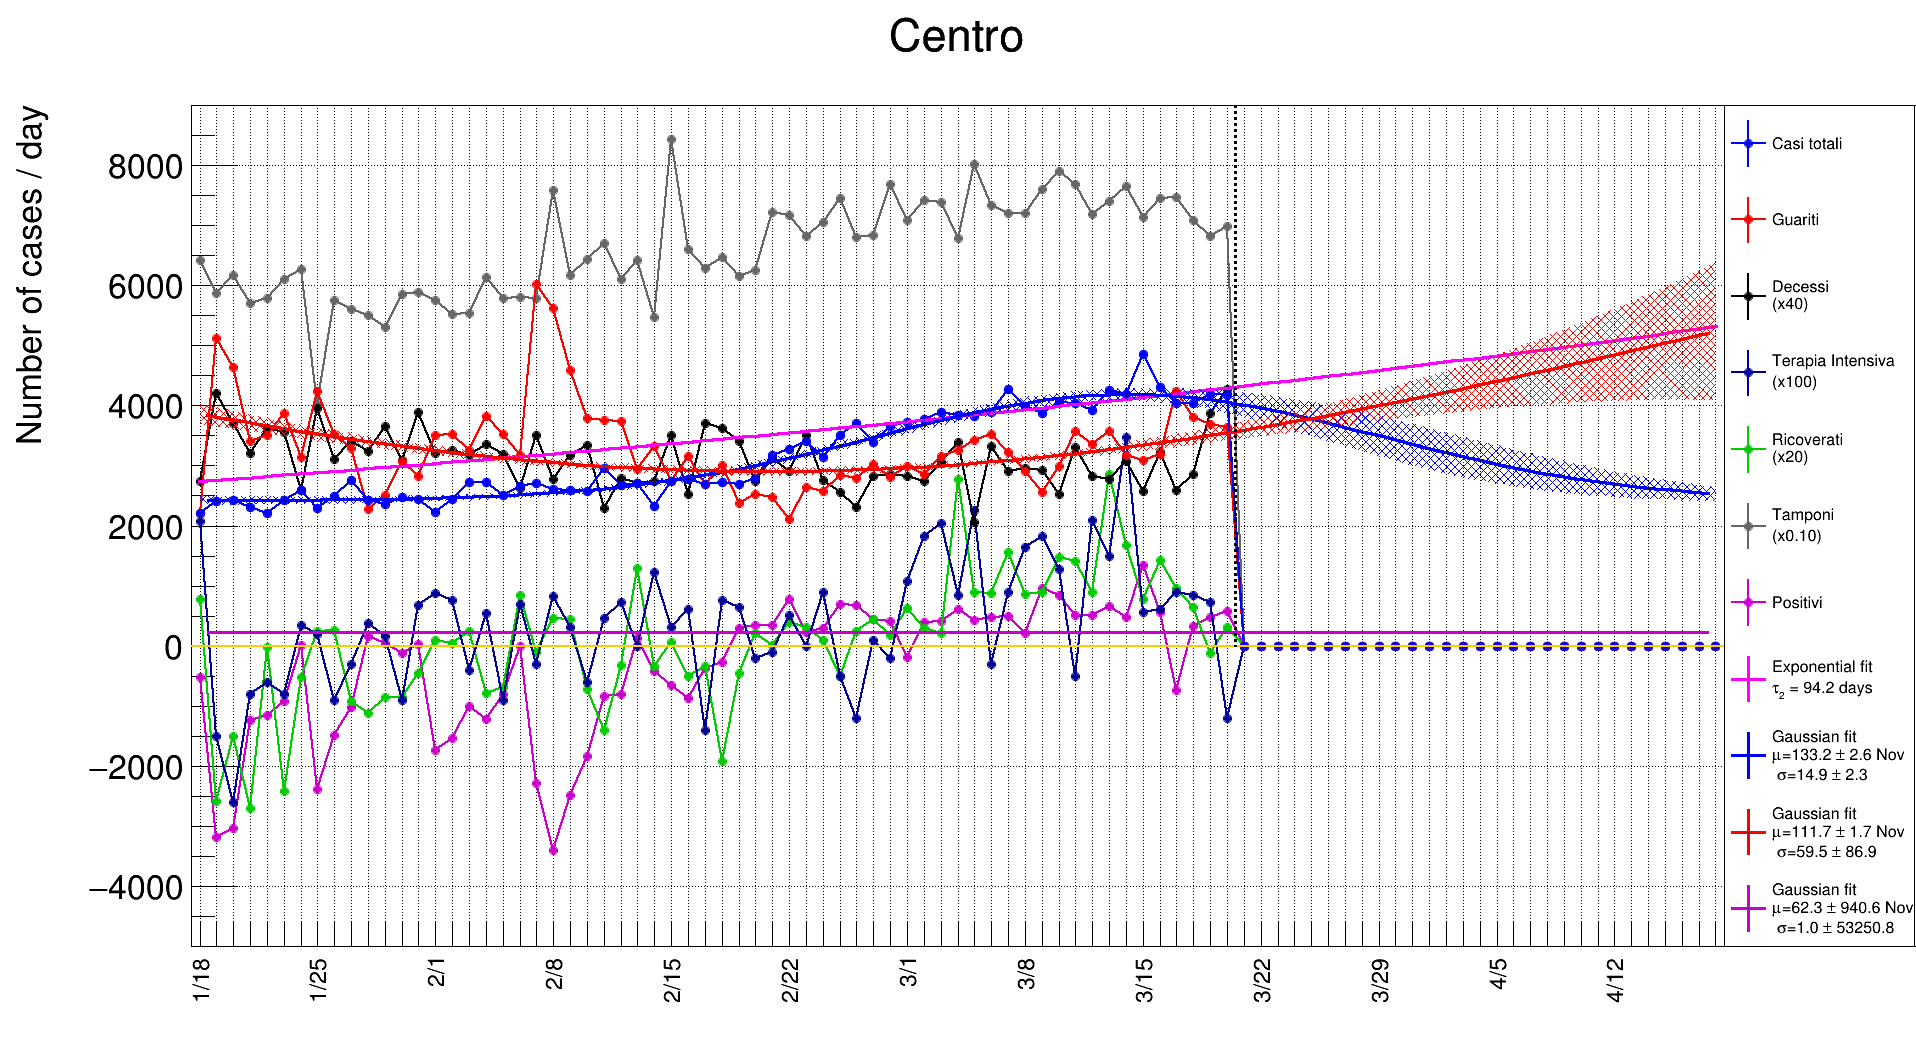 Centro
Number of cases / day
8000
6000
4000
2000
0
−2000
−4000
1/18
1/25
2/1
2/8
2/15
2/22
3/1
3/8
3/15
3/22
3/29
4/5
4/12
Casi totali
Guariti
Decessi
(x40)
Terapia Intensiva
(x100)
Ricoverati
(x20)
Tamponi
(x0.10)
Positivi
Exponential fit
τ2 = 94.2 days
Gaussian fit
μ=133.2 ± 2.6 Nov
σ=14.9 ± 2.3
Gaussian fit
μ=111.7 ± 1.7 Nov
σ=59.5 ± 86.9
Gaussian fit
μ=62.3 ± 940.6 Nov
σ=1.0 ± 53250.8